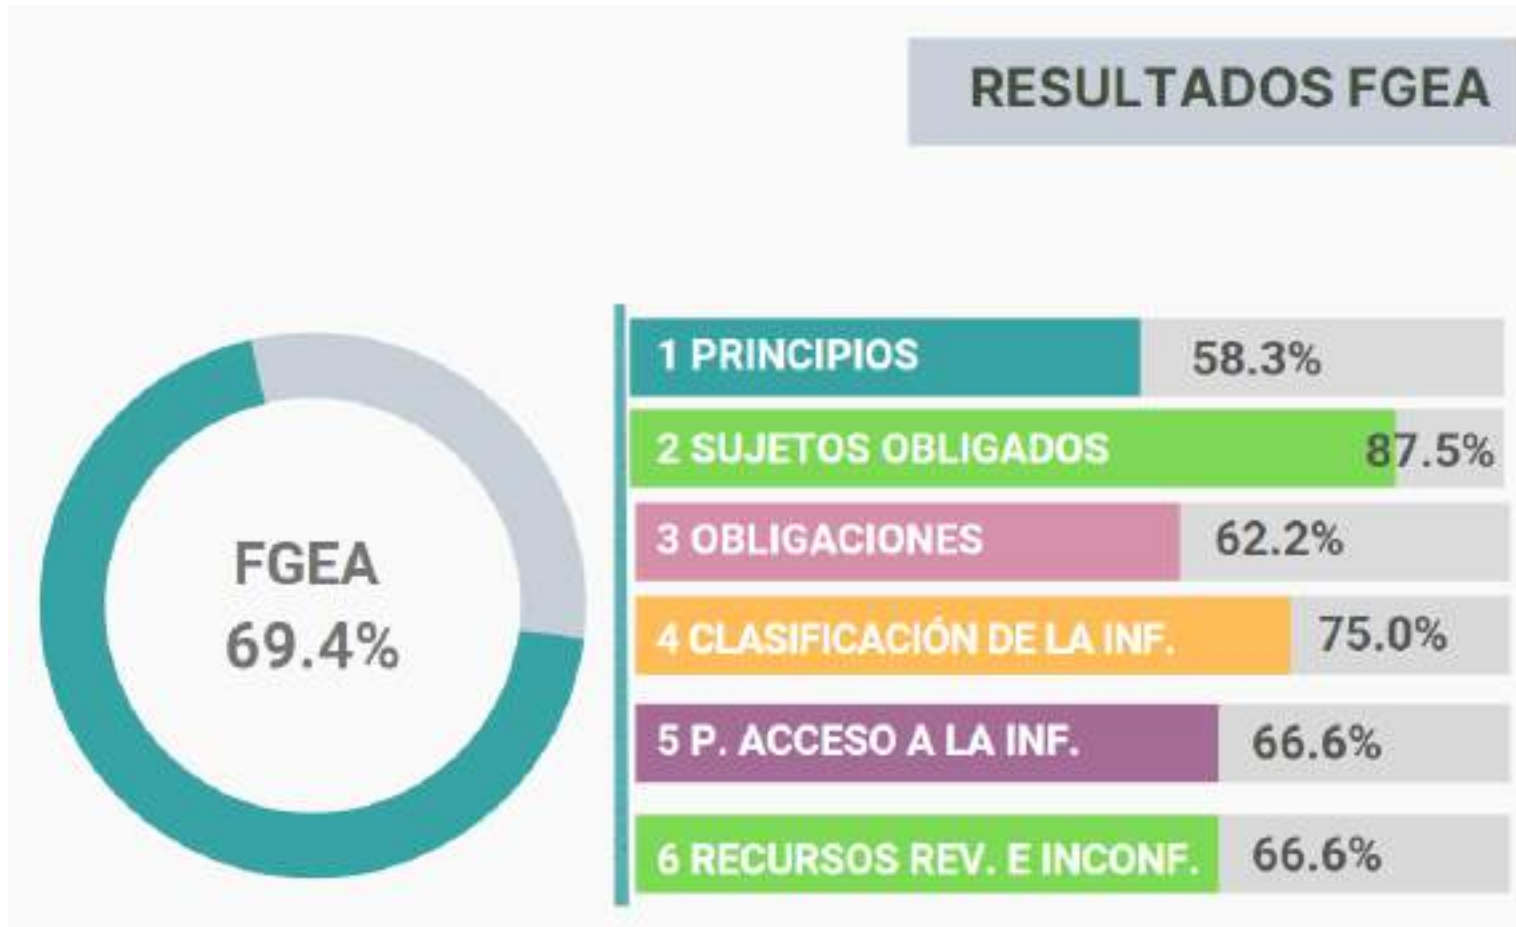 RESULTADOS FGEA
FGEA
69.4%
1 PRINCIPIOS 58.3%
2 SUJETOS OBLIGADOS 87.5%
3 OBLIGACIONES 62.2%
4 CLASIFICACIÓN DE LA INF. 75.0%
5 P. ACCESO A LA INF. 66.6%
6 RECURSOS REV. E INCONF. 66.6%